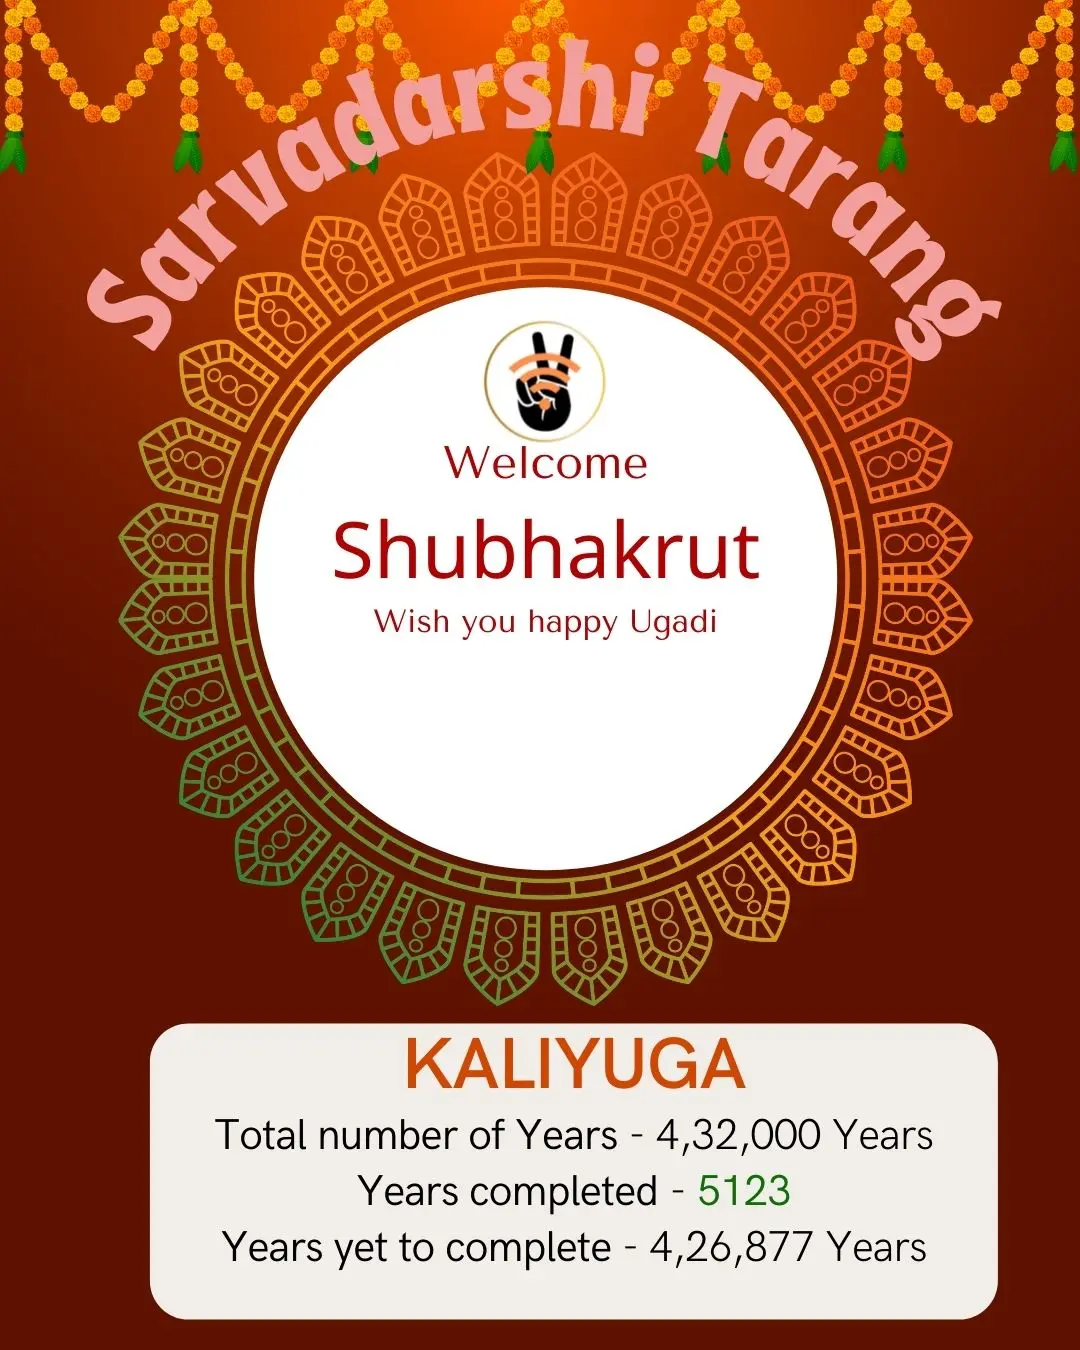 Sarvadarshi Tarang
Welcome
Shubhakrut
Wish you happy Ugadi
KALIYUGA
Total number of Years - 4,32,000 Years
Years completed - 5123
Years yet to complete - 4,26,877 Years